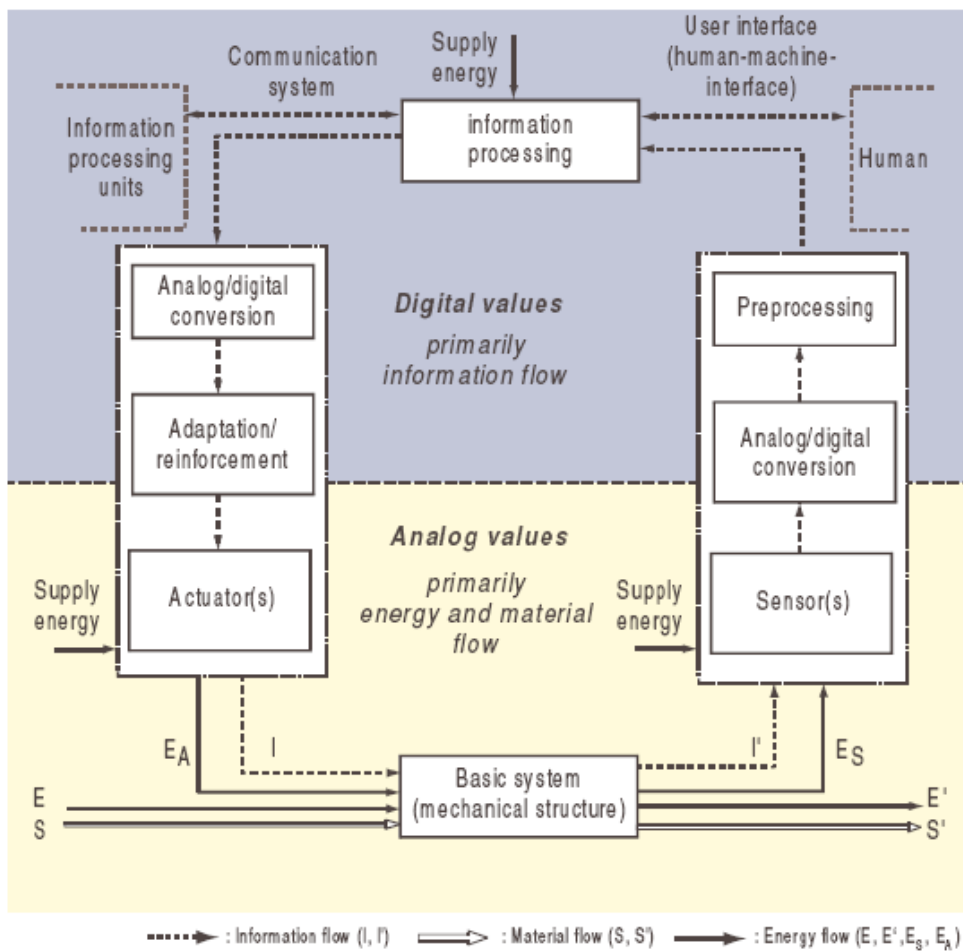 Communication
system
Supply
energy
User interface
(human-machine-
interface)
Information
processing
units
information
processing
Human
Analog/digital
conversion
Digital values
primarily
information flow
Preprocessing
Adaptation/
reinforcement
Analog/digital
conversion
Analog values
primarily
energy and material
flow
Supply
energy
Actuator(s)
Supply
energy
Sensor(s)
EA
I
I'
ES
Basic system
(mechanical structure)
E
S
E'
S'
: Information flow (I, I')
: Material flow (S, S')
: Energy flow (E, E',ES, EA)